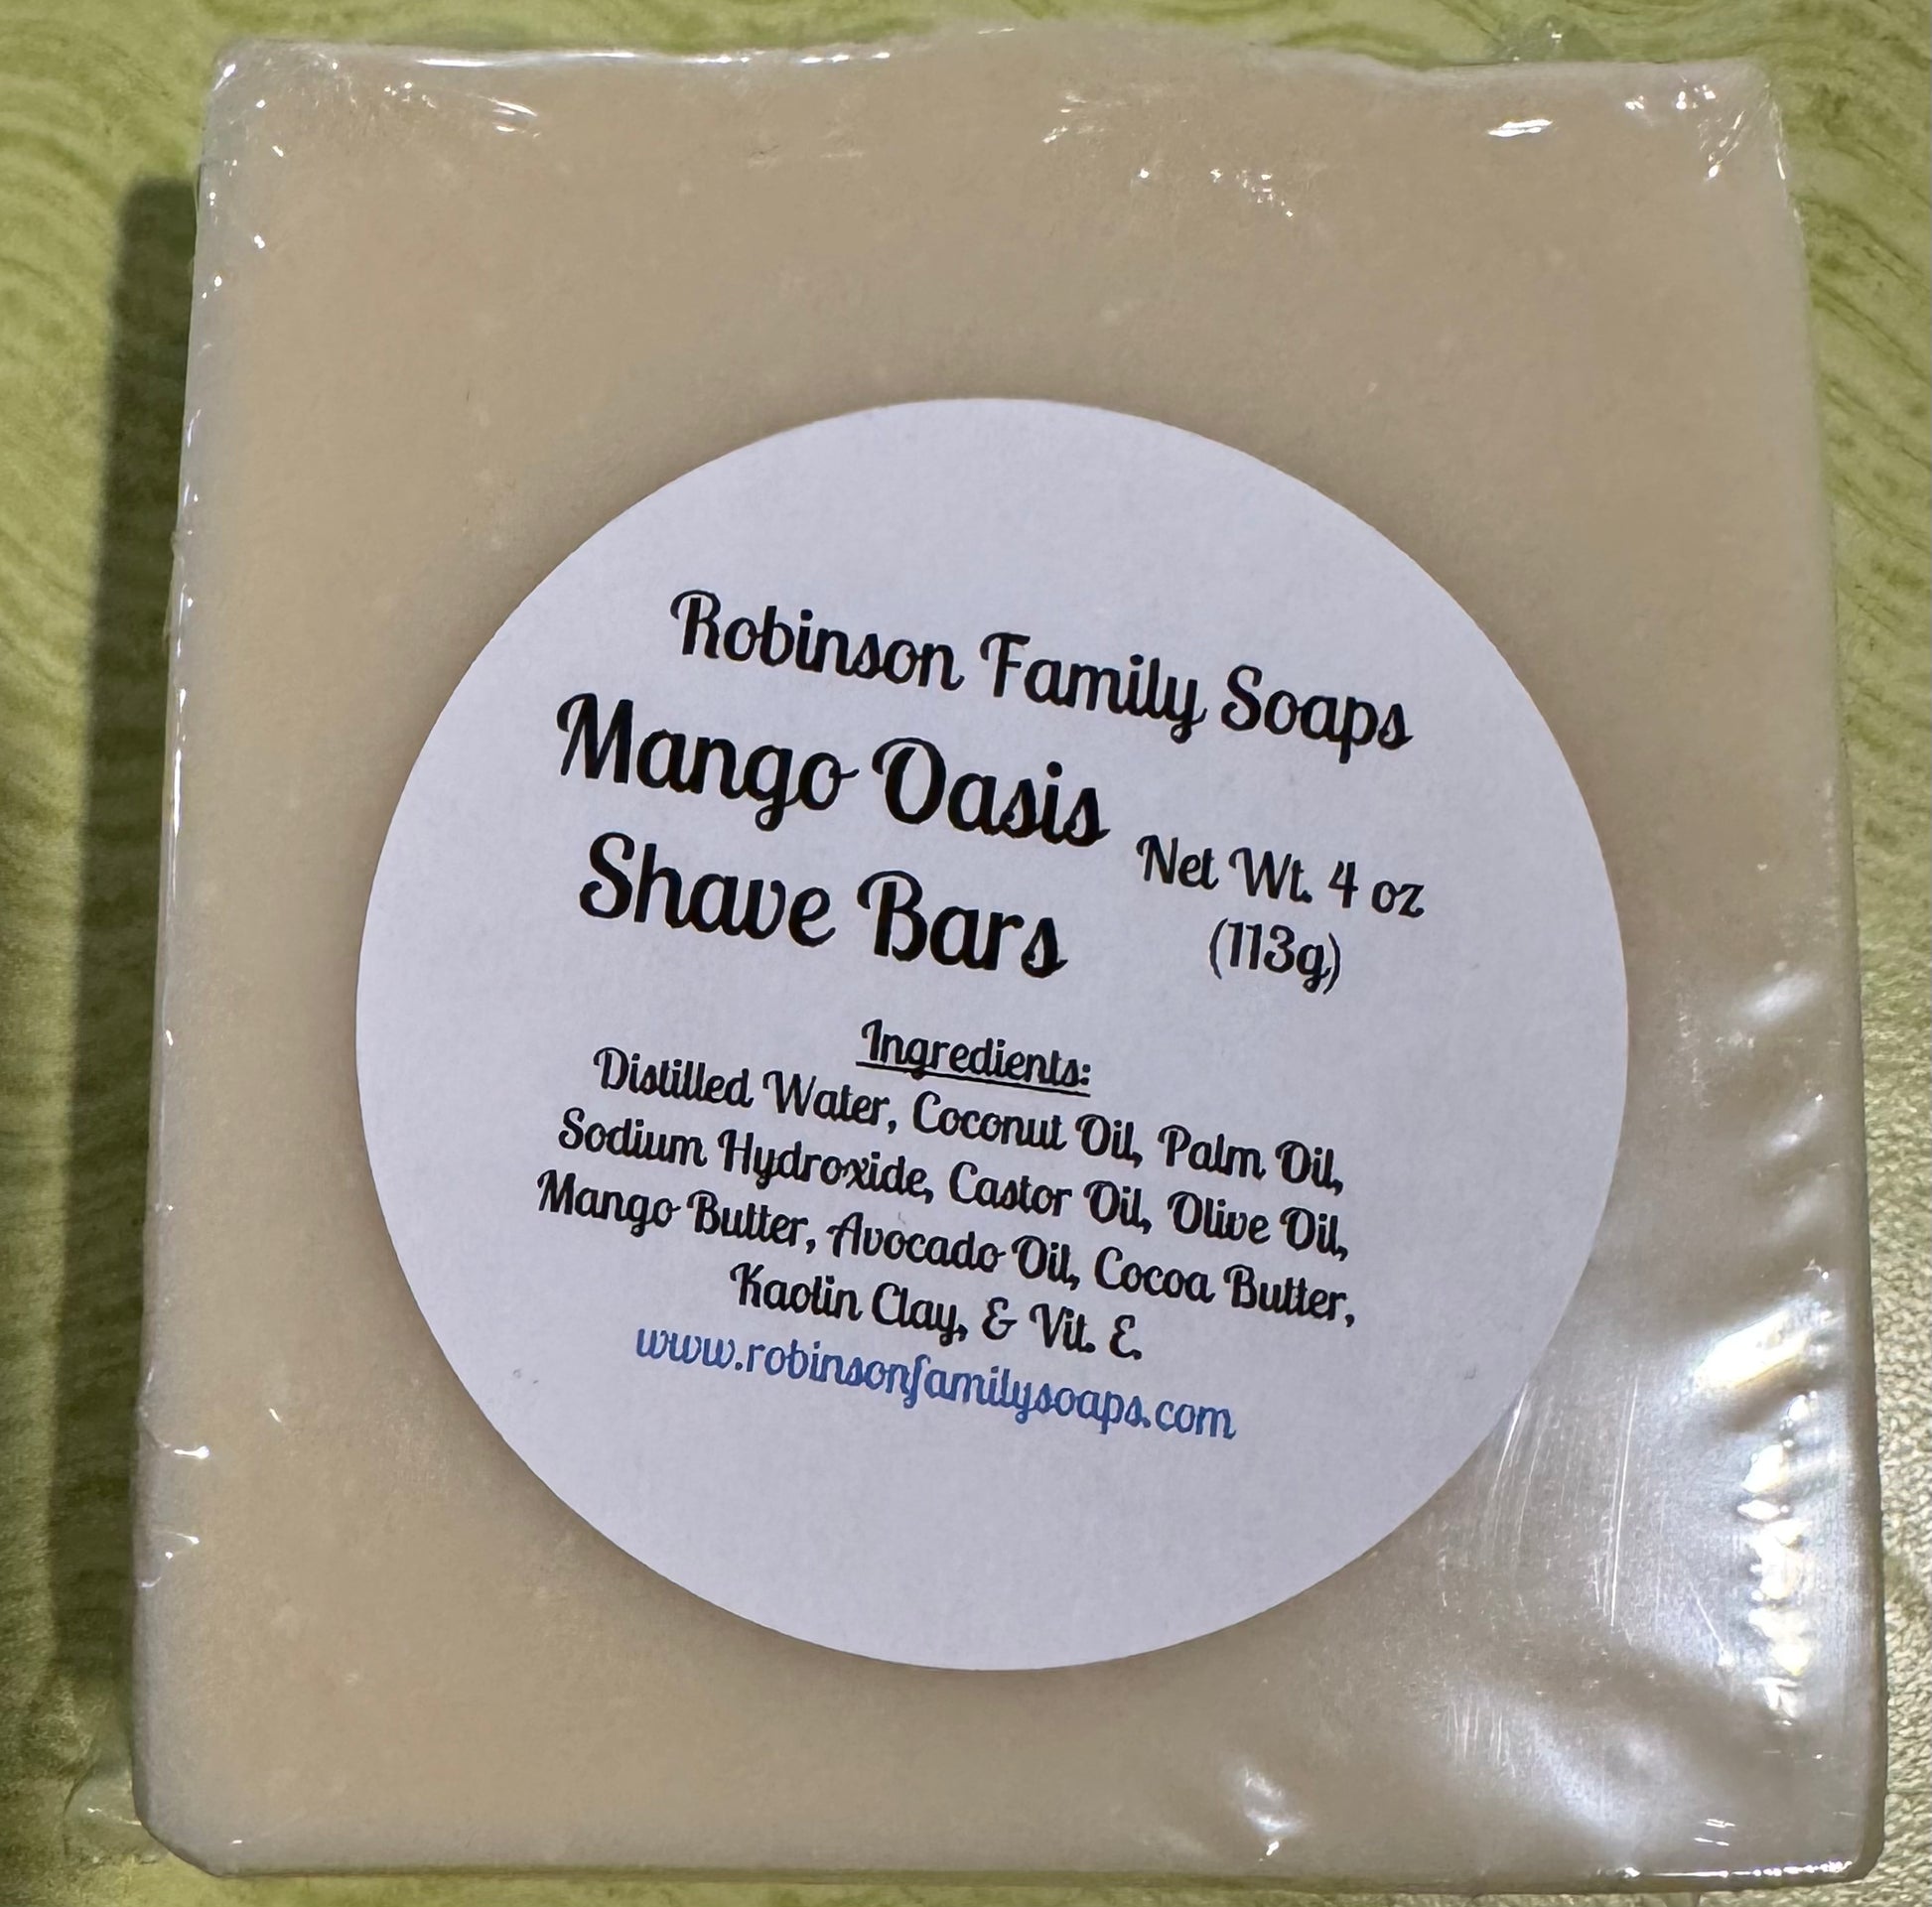 Robinson Family Soaps
Mango Oasis
Shave Bars
Net Wt. 4 oz
(113g)
Ingredients:
Distilled Water, Coconut Oil, Palm Oil,
Sodium Hydroxide, Castor Oil, Olive Oil,
Mango Butter, Avocado Oil, Cocoa Butter,
Kaolin Clay, & Vit. E.
www.robinsonfamilysoaps.com